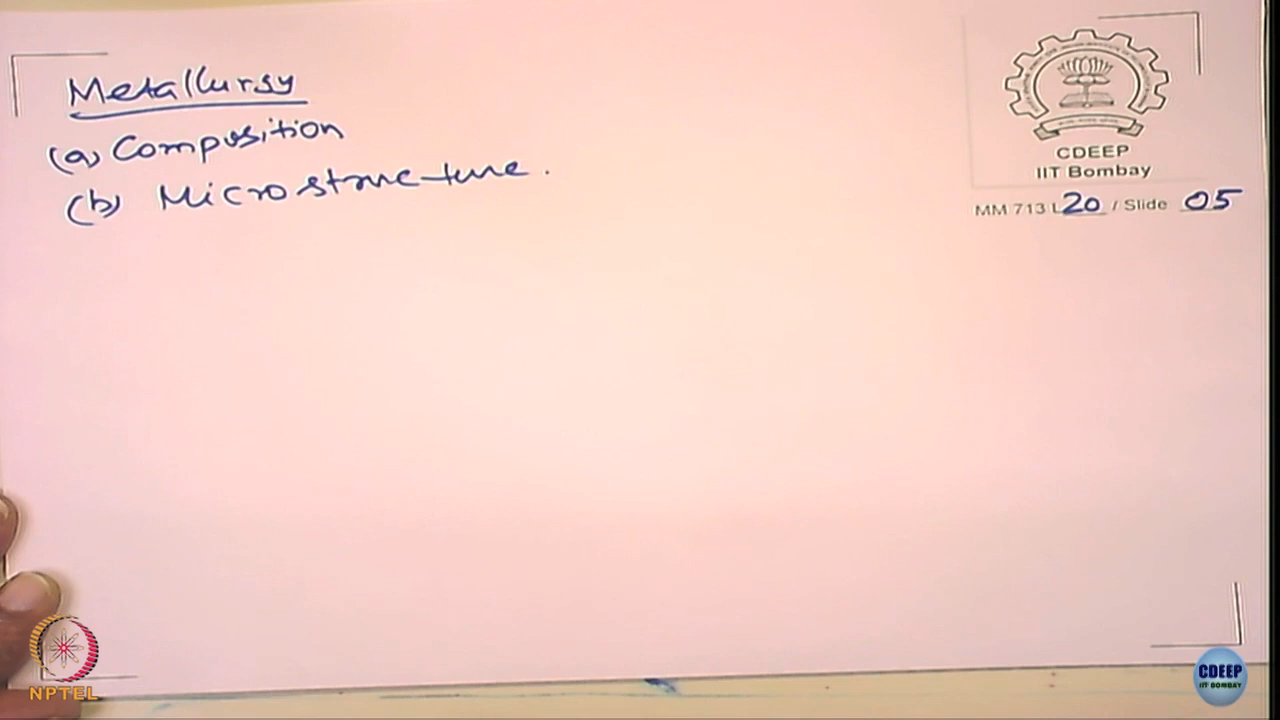 Metallurgy
(a) Composition
(b) Microstructure.
CDEEP
IIT Bombay
MM 713 L 20 / Slide 05
NPTEL
CDEEP
IIT BOMBAY